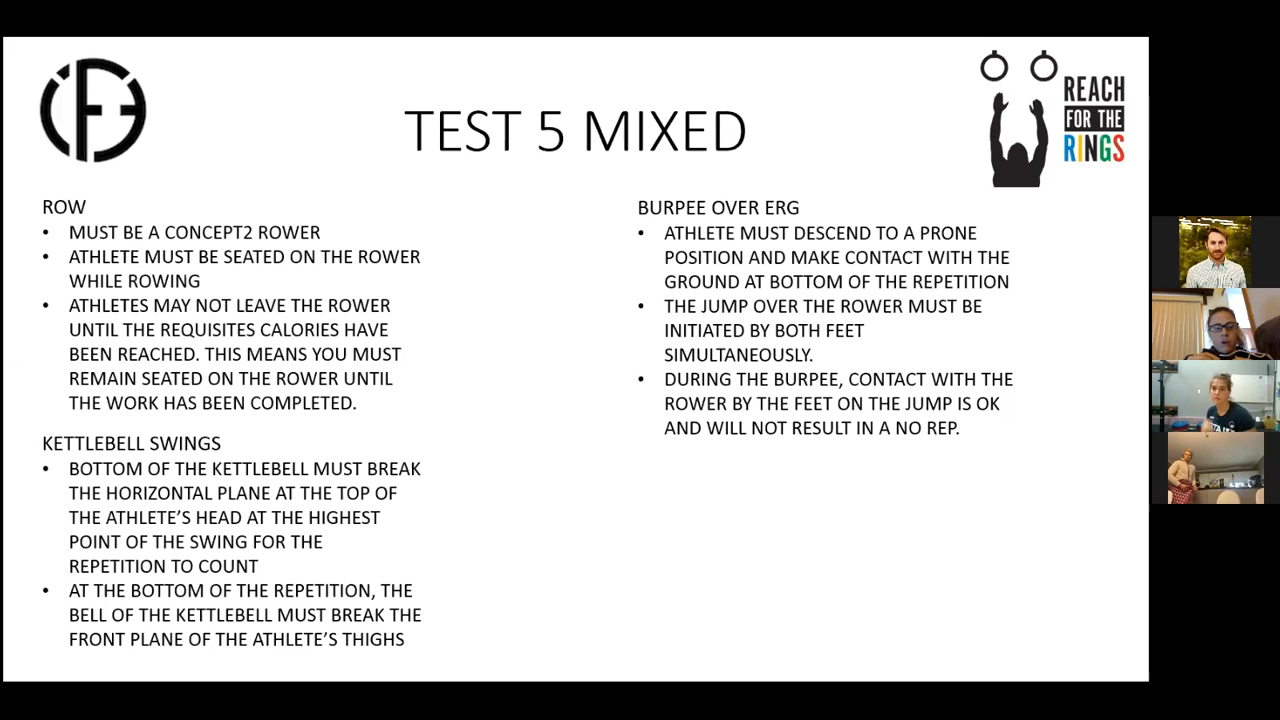 TEST 5 MIXED
REACH
FOR THE
RINGS
ROW
• MUST BE A CONCEPT2 ROWER
• ATHLETE MUST BE SEATED ON THE ROWER
WHILE ROWING
• ATHLETES MAY NOT LEAVE THE ROWER
UNTIL THE REQUISITES CALORIES HAVE
BEEN REACHED. THIS MEANS YOU MUST
REMAIN SEATED ON THE ROWER UNTIL
THE WORK HAS BEEN COMPLETED.
KETTLEBELL SWINGS
• BOTTOM OF THE KETTLEBELL MUST BREAK
THE HORIZONTAL PLANE AT THE TOP OF
THE ATHLETE’S HEAD AT THE HIGHEST
POINT OF THE SWING FOR THE
REPETITION TO COUNT
• AT THE BOTTOM OF THE REPETITION, THE
BELL OF THE KETTLEBELL MUST BREAK THE
FRONT PLANE OF THE ATHLETE’S THIGHS
BURPEE OVER ERG
• ATHLETE MUST DESCEND TO A PRONE
POSITION AND MAKE CONTACT WITH THE
GROUND AT BOTTOM OF THE REPETITION
• THE JUMP OVER THE ROWER MUST BE
INITIATED BY BOTH FEET
SIMULTANEOUSLY.
• DURING THE BURPEE, CONTACT WITH THE
ROWER BY THE FEET ON THE JUMP IS OK
AND WILL NOT RESULT IN A NO REP.